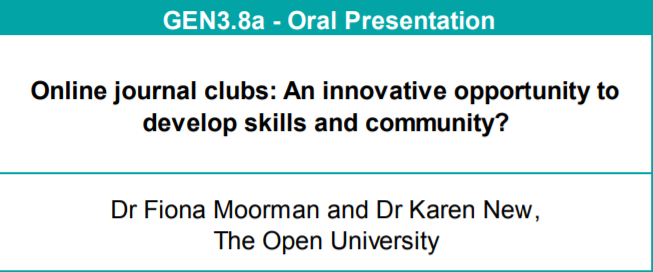 GEN3.8a - Oral Presentation
Online journal clubs: An innovative opportunity to
develop skills and community?
Dr Fiona Moorman and Dr Karen New,
The Open University